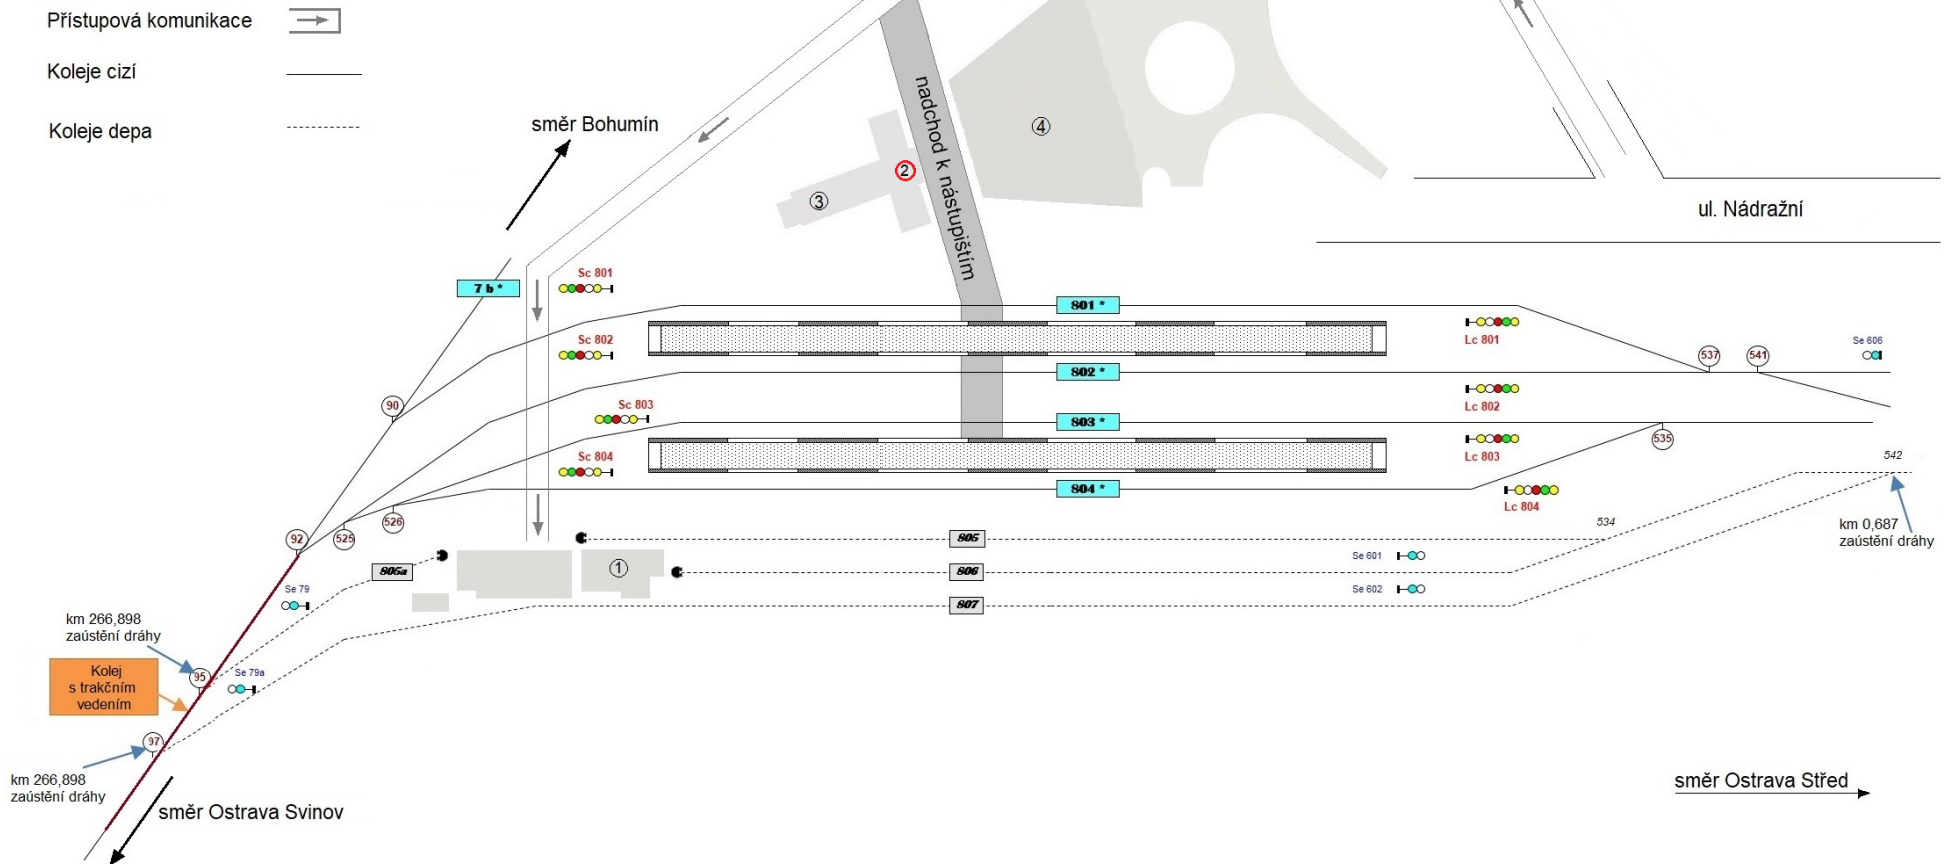 Přístupová komunikace
Koleje cizí
Koleje depa
směr Bohumín
nadchod k nástupištím
4
2
3
ul. Nádražní
7 b *
Sc 801
801 *
Lc 801
Sc 802
802 *
Lc 802
537
541
Se 606
90
Sc 803
803 *
Lc 803
535
Sc 804
804 *
Lc 804
542
km 0,687
zaústění dráhy
534
92
525
526
805
805a
1
806
807
Se 601
Se 602
Se 79
km 266,898
zaústění dráhy
Kolej
s trakčním
vedením
95
Se 79a
97
km 266,898
zaústění dráhy
směr Ostrava Svinov
směr Ostrava Střed